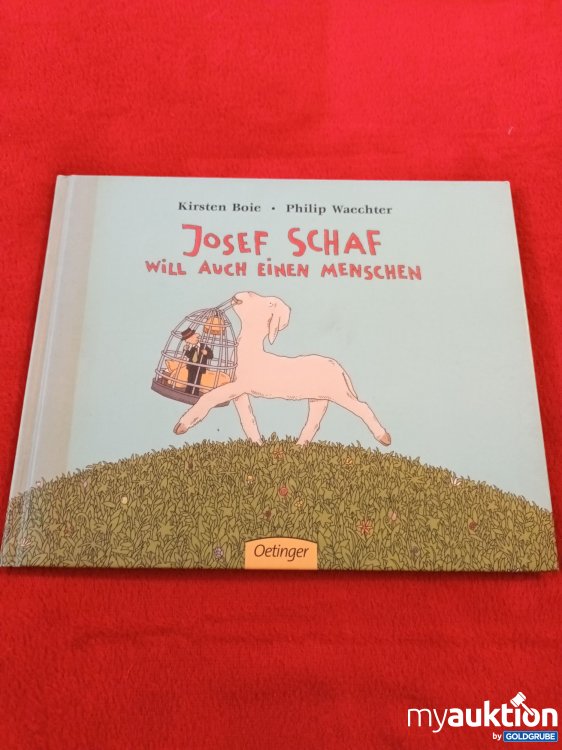 Kirsten Boie • Philip Waechter
JOSEF SCHAF
WILL AUCH EINEN MENSCHEN
Oetinger
myauktion
by GOLDGRUBE